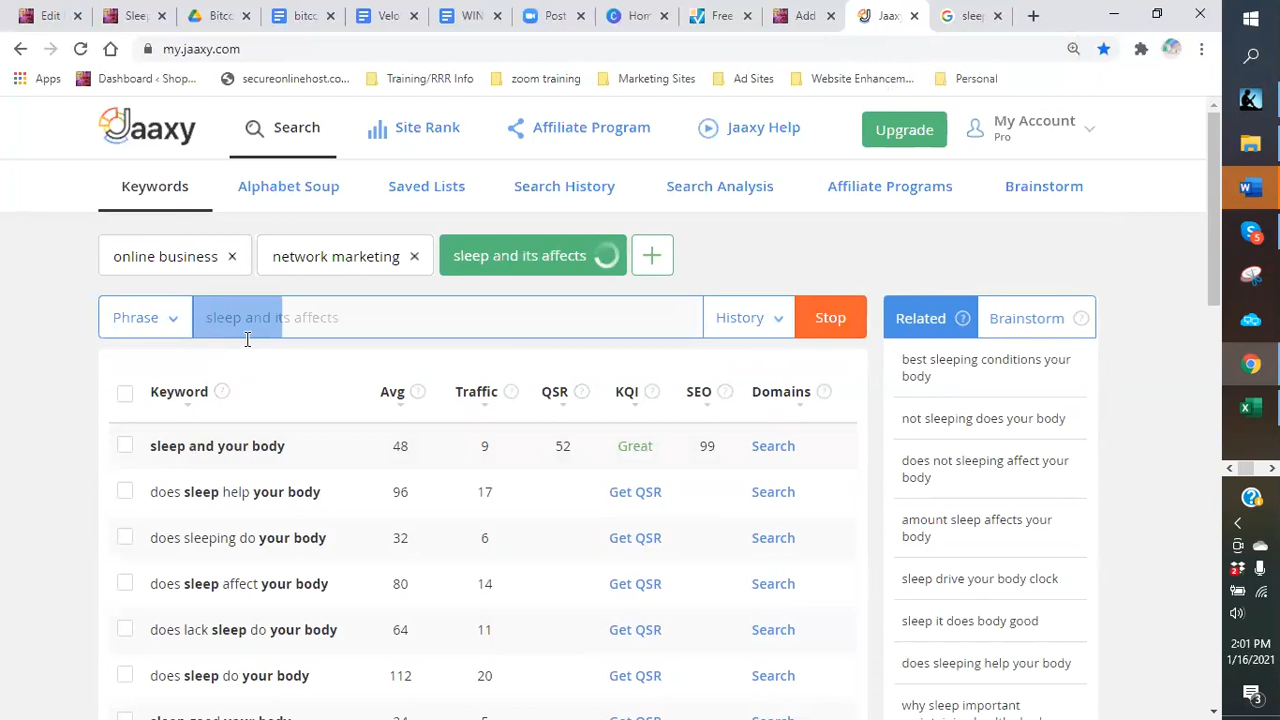 Edit
Sleep
Bitco
bitco
Velo
WIN
Post
Hom
Free
Add
Jaax
sleep
my.jaaxy.com
Apps
Dashboard ‹ Shop...
secureonlinehost.co...
Training/RRR Info
zoom training
Marketing Sites
Ad Sites
Website Enhancem...
Personal
Jaaxy
Search
Site Rank
Affiliate Program
Jaaxy Help
Upgrade
My Account
Pro
Keywords
Alphabet Soup
Saved Lists
Search History
Search Analysis
Affiliate Programs
Brainstorm
online business ×
network marketing ×
sleep and its affects
Phrase
sleep and its affects
History
Stop
Related
Brainstorm
Keyword Avg Traffic QSR KQI SEO Domains
sleep and your body 48 9 52 Great 99 Search
does sleep help your body 96 17 Get QSR Search
does sleeping do your body 32 6 Get QSR Search
does sleep affect your body 80 14 Get QSR Search
does lack sleep do your body 64 11 Get QSR Search
does sleep do your body 112 20 Get QSR Search
best sleeping conditions your
body
not sleeping does your body
does not sleeping affect your
body
amount sleep affects your
body
sleep drive your body clock
sleep it does body good
does sleeping help your body
why sleep important
2:01 PM
1/16/2021